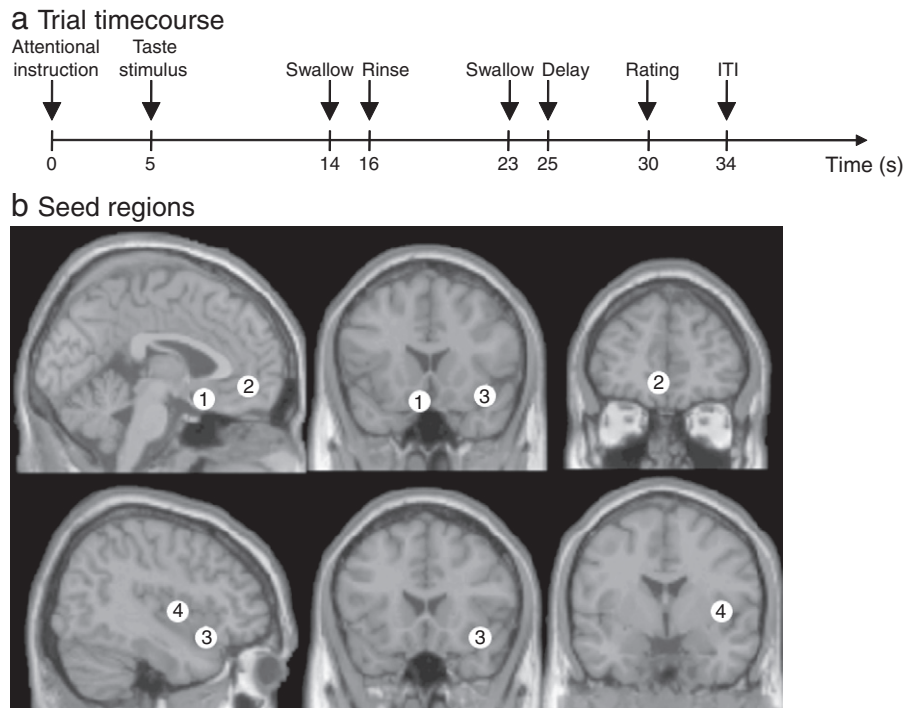 a Trial timecourse
Attentional instruction
Taste stimulus
Swallow
Rinse
Swallow
Delay
Rating
ITI
0 5 14 16 23 25 30 34 Time (s)
b Seed regions
1 2 1 3 2
4 3 3 4